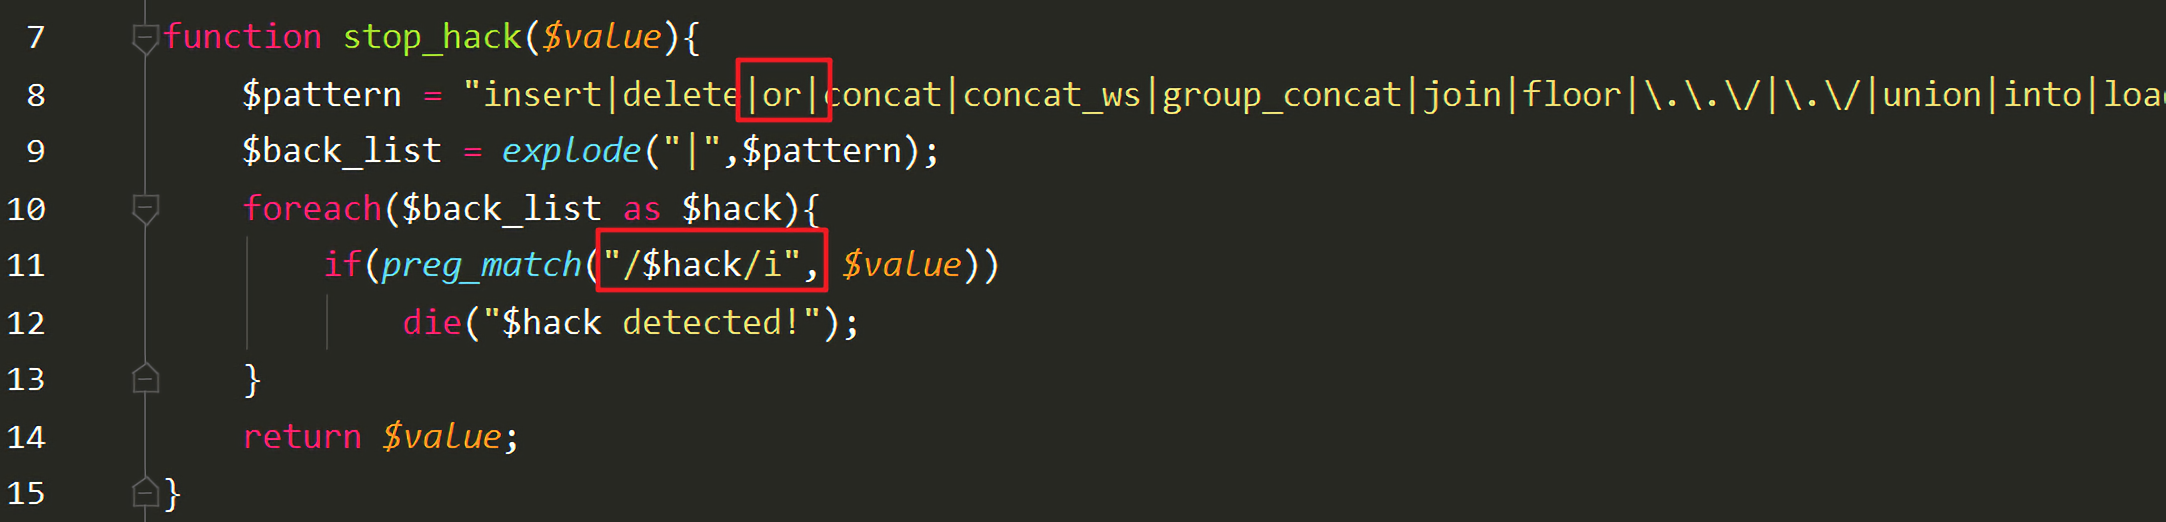 7 function stop_hack($value){
8 $pattern = "insert|delete|or|concat|concat_ws|group_concat|join|floor|\.\.\/|\.\/|union|into|
9 $back_list = explode("|",$pattern);
10 foreach($back_list as $hack){
11 if(preg_match("/$hack/i", $value))
12 die("$hack detected!");
13 }
14 return $value;
15 }